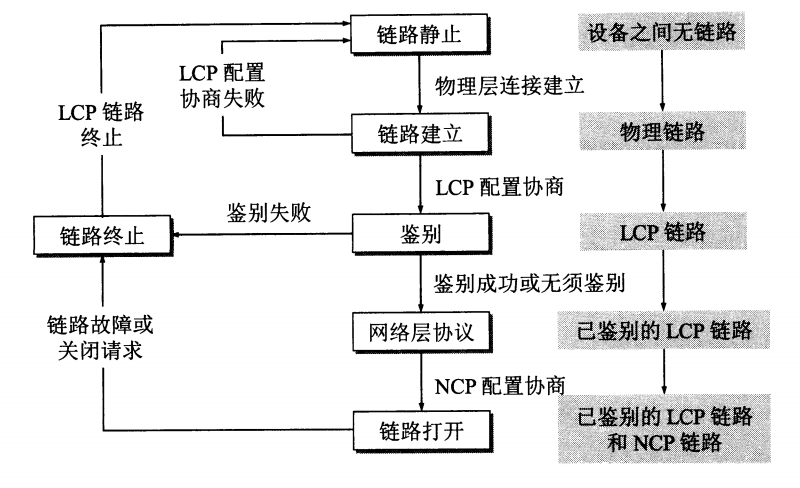 链路静止
设备之间无链路
LCP 配置
协商失败
物理层连接建立
LCP 链路
终止
链路建立
物理链路
LCP 配置协商
鉴别失败
链路终止
鉴别
LCP 链路
鉴别成功或无须鉴别
链路故障或
关闭请求
网络层协议
已鉴别的 LCP 链路
NCP 配置协商
链路打开
已鉴别的 LCP 链路
和 NCP 链路